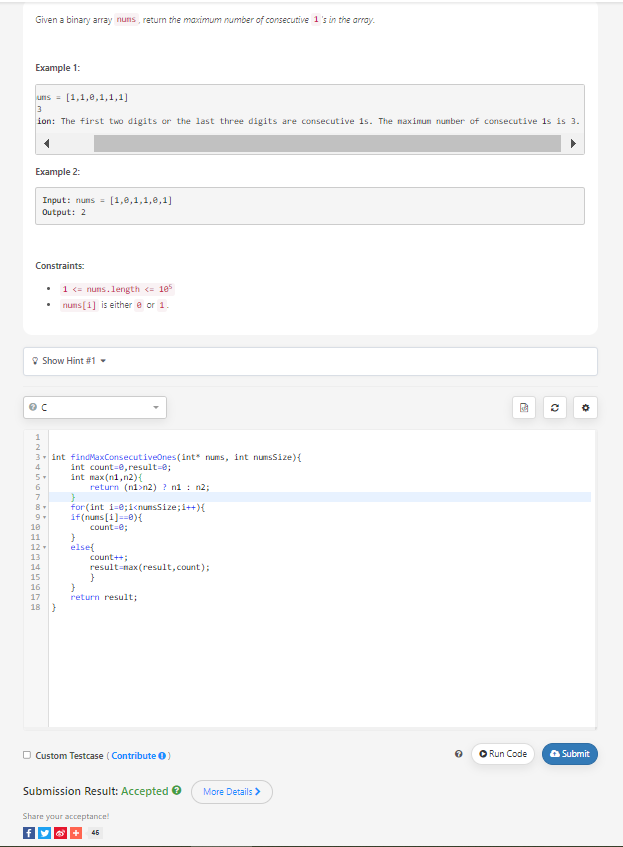 Given a binary array nums, return the maximum number of consecutive 1's in the array.
Example 1:
ums = [1,1,0,1,1,1]
3
ion: The first two digits or the last three digits are consecutive 1s. The maximum number of consecutive 1s is 3.
Example 2:
Input: nums = [1,0,1,1,0,1]
Output: 2
Constraints:
• 1 <= nums.length <= 10⁵
• nums[i] is either 0 or 1.
Show Hint #1
C
1
2
3 int findMaxConsecutiveOnes(int* nums, int numsSize){
4 int count=0,result=0;
5 int max(n1,n2){
6 return (n1>n2) ? n1 : n2;
7 }
8 for(int i=0;i<numsSize;i++){
9 if(nums[i]==0){
10 count=0;
11 }
12 else{
13 count++;
14 result=max(result,count);
15 }
16 }
17 return result;
18 }
Custom Testcase ( Contribute )
Run Code
Submit
Submission Result: Accepted
More Details
Share your acceptance!
46